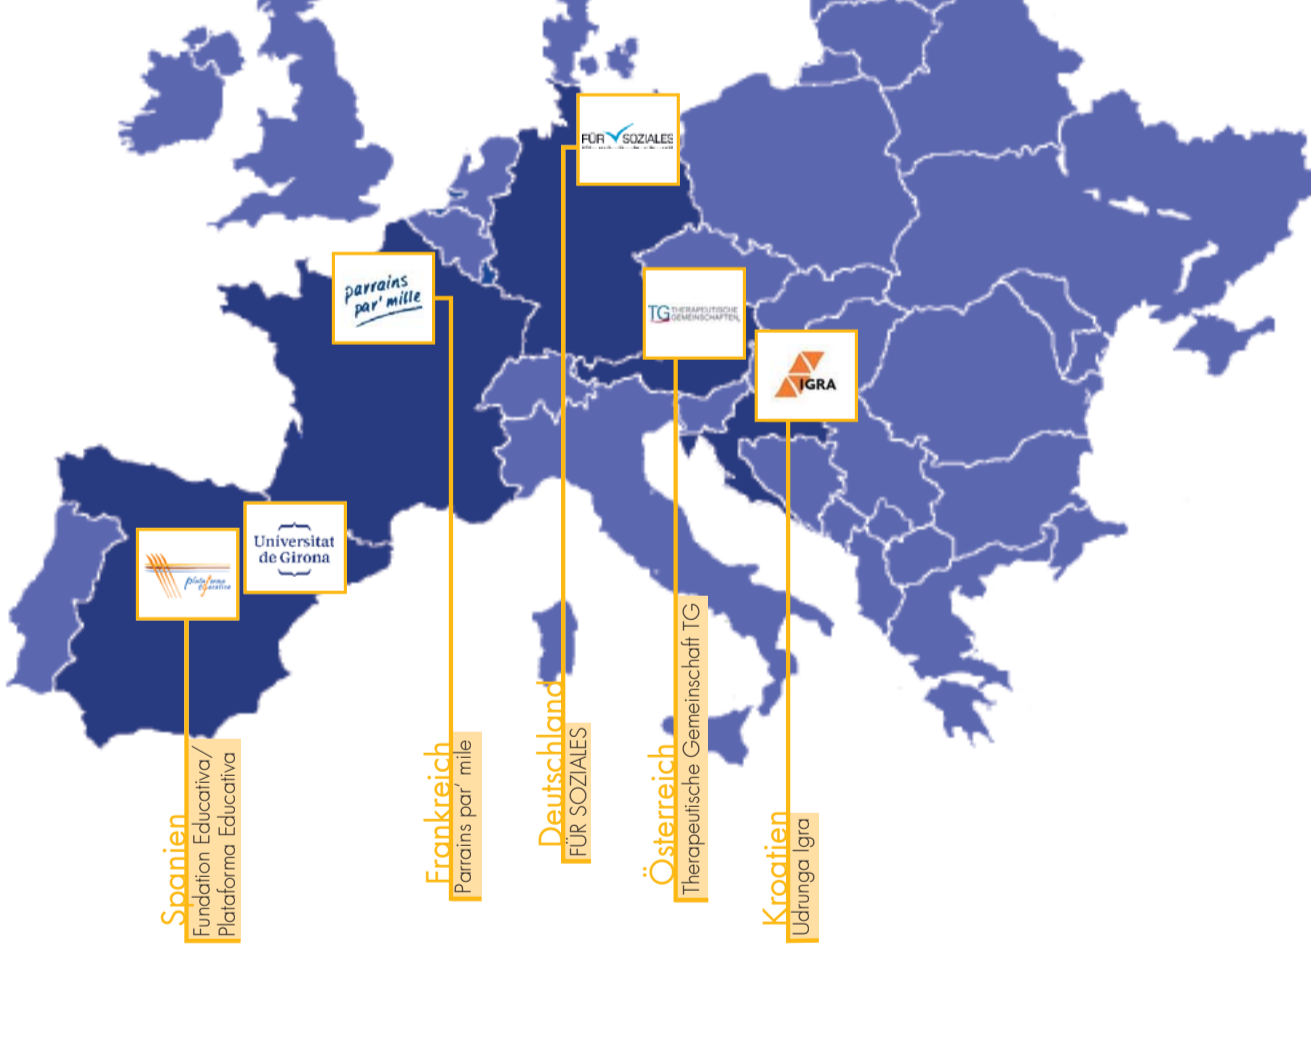 FÜR SOZIALES
parrains
par' mille
TG THERAPEUTISCHE
GEMEINSCHAFTEN
IGRA
Universitat
de Girona
plataforma
educativa
Spanien
Fundation Educativa/
Plataforma Educativa
Frankreich
Parrains par' mile
Deutschland
FÜR SOZIALES
Österreich
Therapeutische Gemeinschaft TG
Kroatien
Udrunga Igra